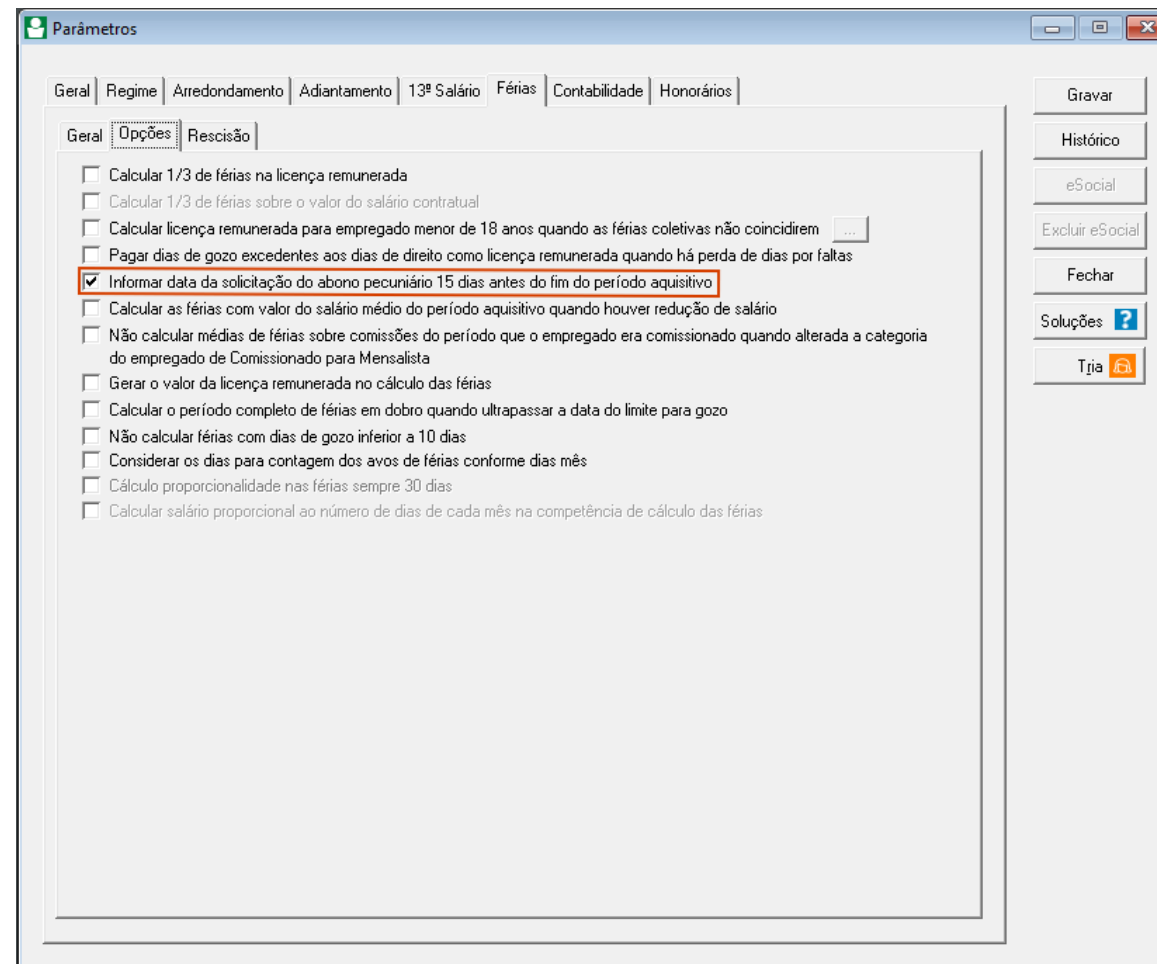 Parâmetros
Geral Regime Arredondamento Adiantamento 13º Salário Férias Contabilidade Honorários
Geral Opções Rescisão
Calcular 1/3 de férias na licença remunerada
Calcular 1/3 de férias sobre o valor do salário contratual
Calcular licença remunerada para empregado menor de 18 anos quando as férias coletivas não coincidirem ...
Pagar dias de gozo excedentes aos dias de direito como licença remunerada quando há perda de dias por faltas
Informar data da solicitação do abono pecuniário 15 dias antes do fim do período aquisitivo
Calcular as férias com valor do salário médio do período aquisitivo quando houver redução de salário
Não calcular médias de férias sobre comissões do período que o empregado era comissionado quando alterada a categoria
do empregado de Comissionado para Mensalista
Gerar o valor da licença remunerada no cálculo das férias
Calcular o período completo de férias em dobro quando ultrapassar a data do limite para gozo
Não calcular férias com dias de gozo inferior a 10 dias
Considerar os dias para contagem dos avos de férias conforme dias mês
Cálculo proporcionalidade nas férias sempre 30 dias
Calcular salário proporcional ao número de dias de cada mês na competência de cálculo das férias
Gravar
Histórico
eSocial
Excluir eSocial
Fechar
Soluções ?
Tria